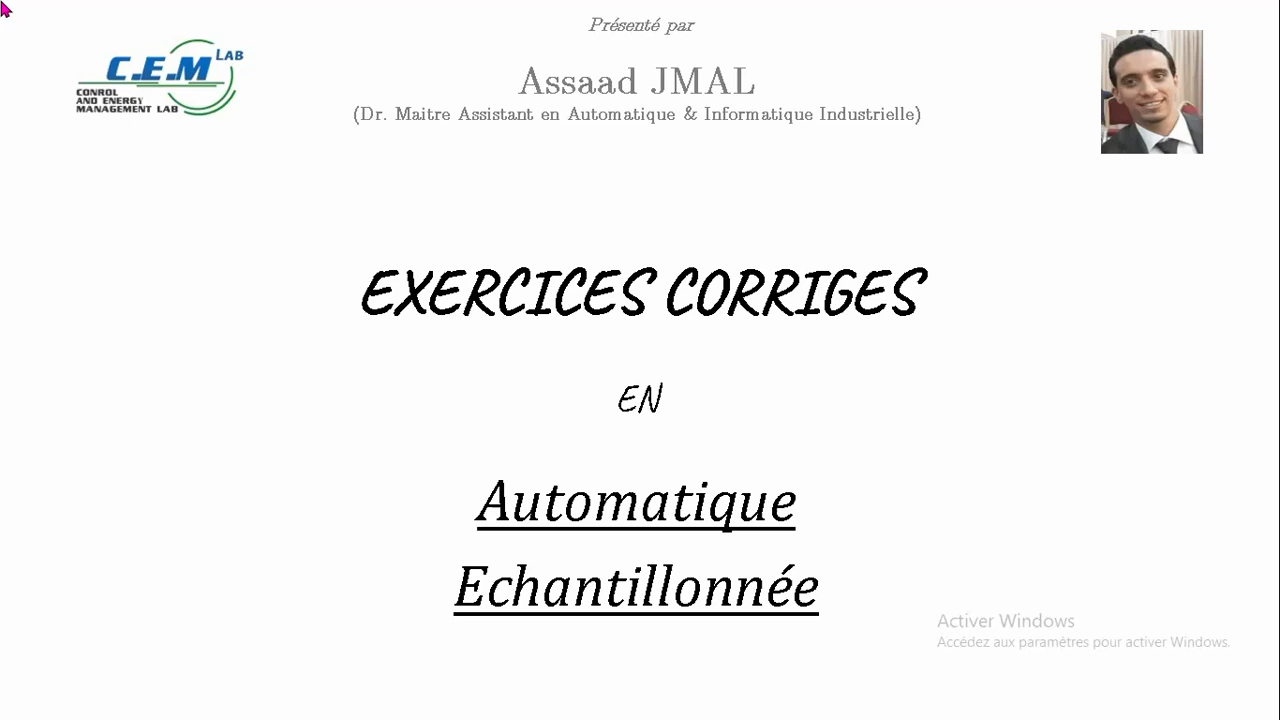 Présenté par
C.E.M LAB
CONROL
AND ENERGY
MANAGEMENT LAB
Assaad JMAL
(Dr. Maitre Assistant en Automatique & Informatique Industrielle)
EXERCICES CORRIGES
EN
Automatique
Echantillonnée
Activer Windows
Accédez aux paramètres pour activer Windows.